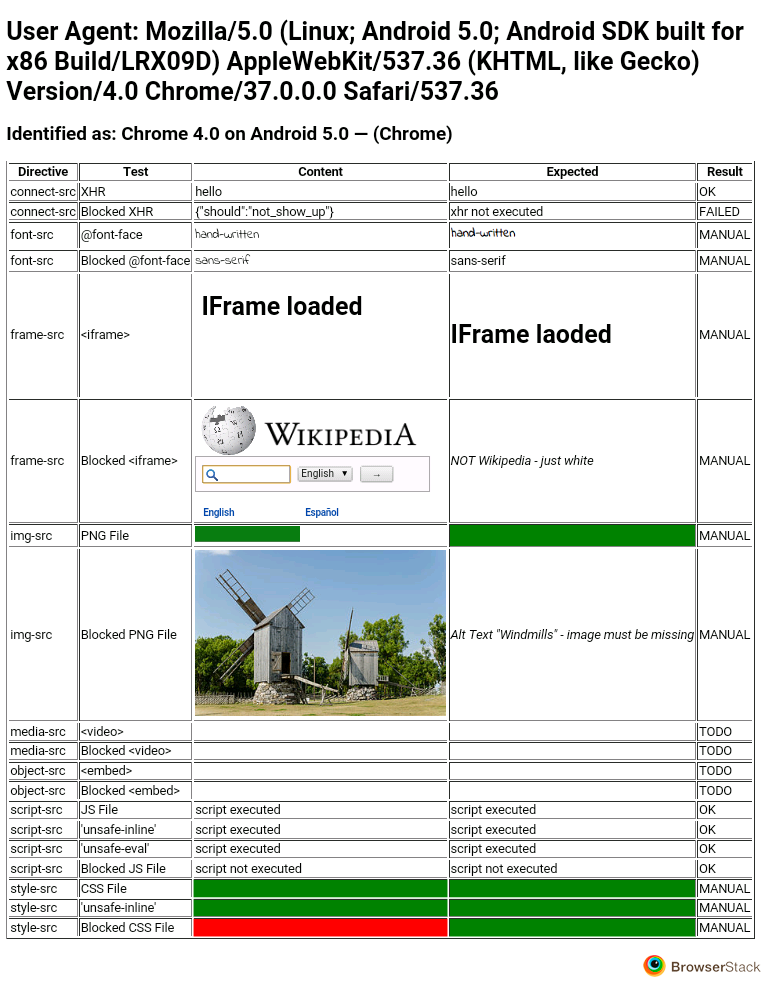 User Agent: Mozilla/5.0 (Linux; Android 5.0; Android SDK built for
x86 Build/LRX09D) AppleWebKit/537.36 (KHTML, like Gecko)
Version/4.0 Chrome/37.0.0.0 Safari/537.36
Identified as: Chrome 4.0 on Android 5.0 — (Chrome)
Directive Test Content Expected Result
connect-src XHR hello hello OK
connect-src Blocked XHR {"should":"not_show_up"} xhr not executed FAILED
font-src @font-face hand-written hand-written MANUAL
font-src Blocked @font-face sans-serif sans-serif MANUAL
frame-src <iframe> IFrame loaded IFrame laoded MANUAL
WIKIPEDIA
frame-src Blocked <iframe> NOT Wikipedia - just white MANUAL
English ▼ →
English Español
img-src PNG File MANUAL
img-src Blocked PNG File Alt Text "Windmills" - image must be missing MANUAL
media-src <video> TODO
media-src Blocked <video> TODO
object-src <embed> TODO
object-src Blocked <embed> TODO
script-src JS File script executed script executed OK
script-src 'unsafe-inline' script executed script executed OK
script-src 'unsafe-eval' script executed script executed OK
script-src Blocked JS File script not executed script not executed OK
style-src CSS File MANUAL
style-src 'unsafe-inline' MANUAL
style-src Blocked CSS File MANUAL
BrowserStack